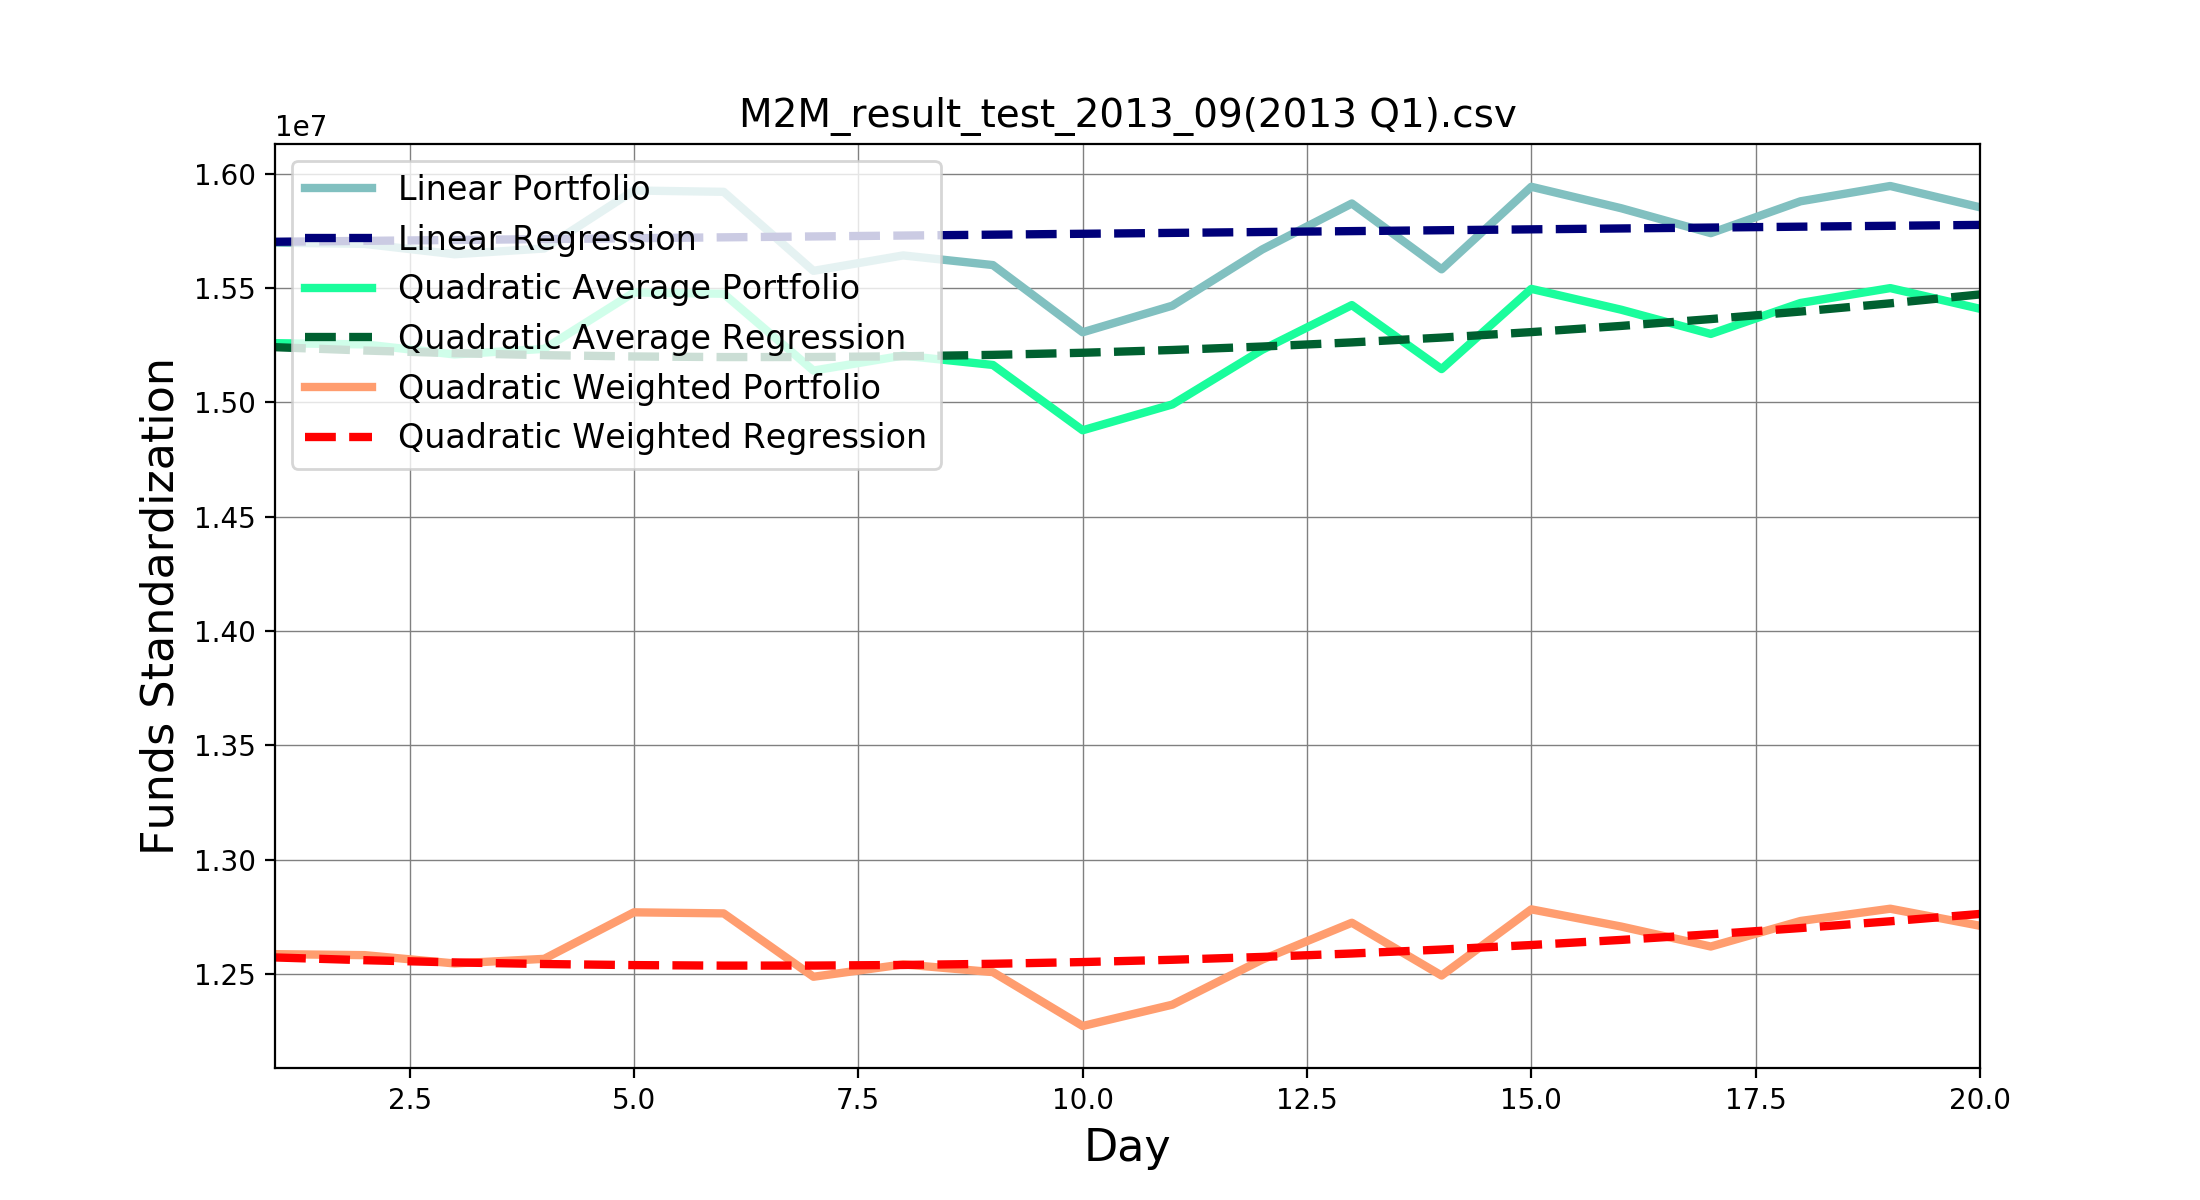 M2M_result_test_2013_09(2013 Q1).csv
1e7
1.60
1.55
1.50
1.45
1.40
1.35
1.30
1.25
Funds Standardization
Linear Portfolio
Linear Regression
Quadratic Average Portfolio
Quadratic Average Regression
Quadratic Weighted Portfolio
Quadratic Weighted Regression
2.5 5.0 7.5 10.0 12.5 15.0 17.5 20.0
Day